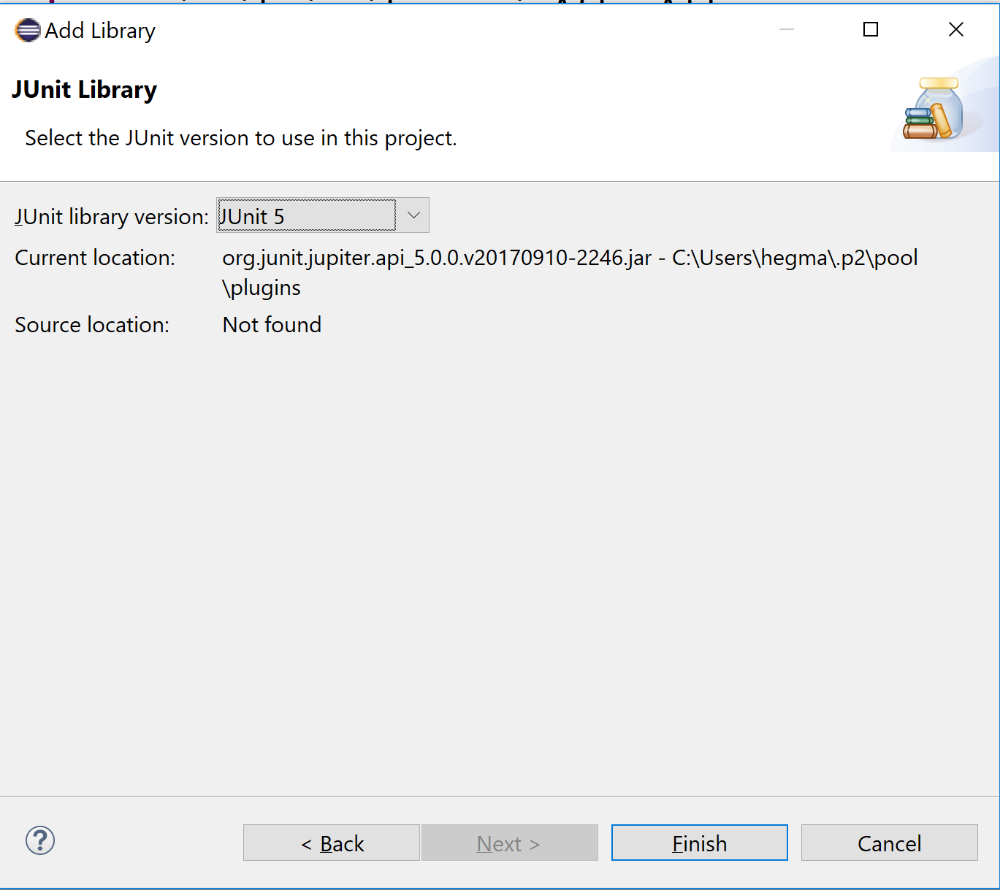 Add Library
JUnit Library
Select the JUnit version to use in this project.
JUnit library version: JUnit 5
Current location: org.junit.jupiter.api_5.0.0.v20170910-2246.jar - C:\Users\hegma\.p2\pool
\plugins
Source location: Not found
? < Back Next > Finish Cancel